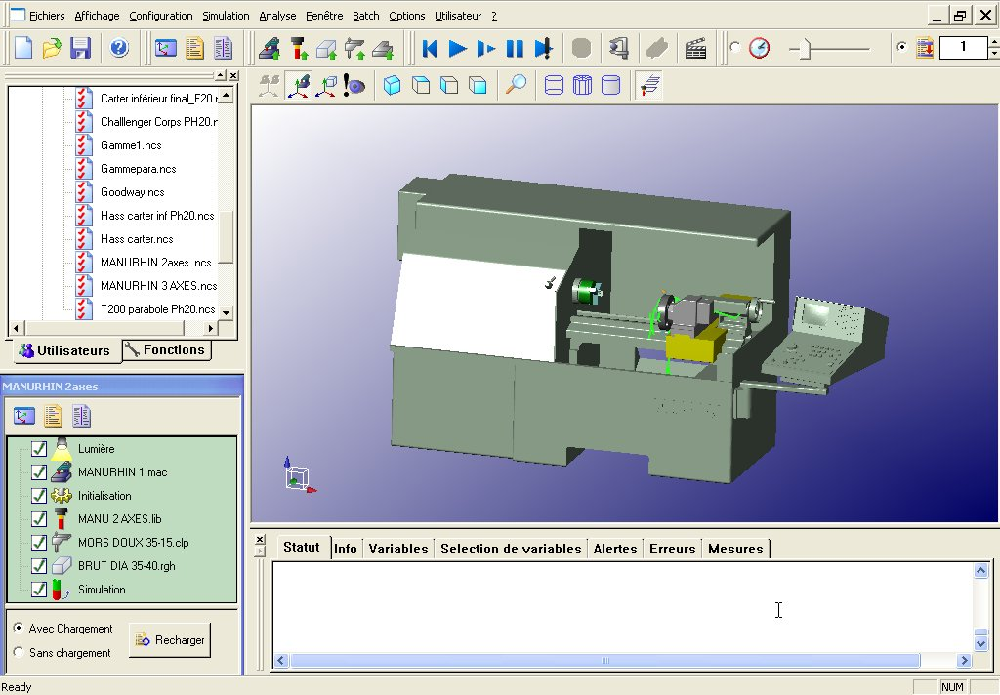 Fichiers Affichage Configuration Simulation Analyse Fenêtre Batch Options Utilisateur ?
1
Carter inférieur final_F20.r
Challlenger Corps PH20.r
Gamme1.ncs
Gammepara.ncs
Goodway.ncs
Hass carter inf Ph20.ncs
Hass carter.ncs
MANURHIN 2axes .ncs
MANURHIN 3 AXES.ncs
T200 parabole Ph20.ncs
Utilisateurs Fonctions
MANURHIN 2axes
Lumière
MANURHIN 1.mac
Initialisation
MANU 2 AXES.lib
MORS DOUX 35-15.clp
BRUT DIA 35-40.rgh
Simulation
Avec Chargement
Sans chargement
Recharger
Statut Info Variables Selection de variables Alertes Erreurs Mesures
Ready
NUM